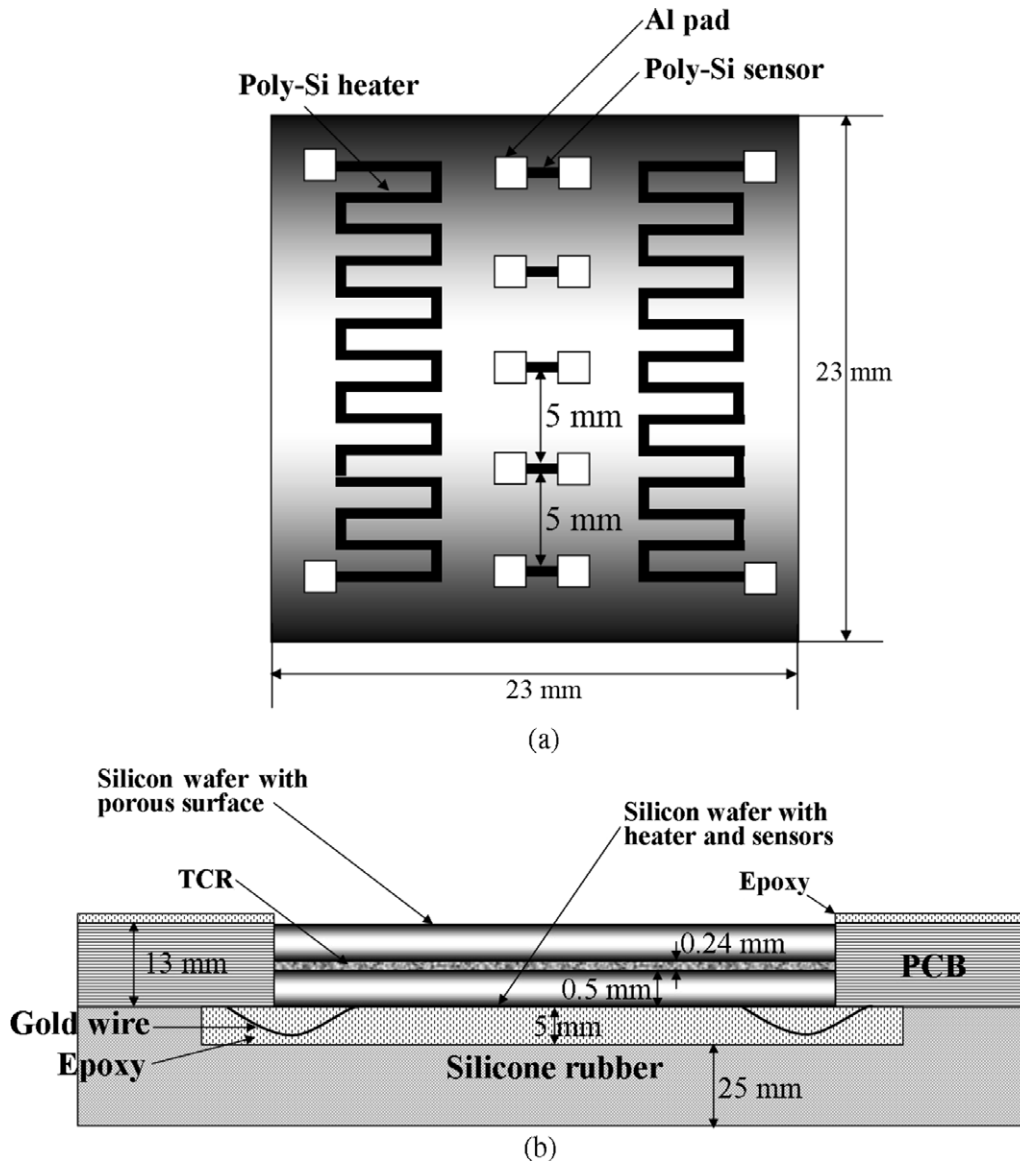 Al pad
Poly-Si sensor
Poly-Si heater
23 mm
5 mm
5 mm
23 mm
(a)
Silicon wafer with
porous surface
Silicon wafer with
heater and sensors
TCR
Epoxy
0.24 mm
13 mm
PCB
0.5 mm
Gold wire
5 mm
Epoxy
Silicone rubber
25 mm
(b)